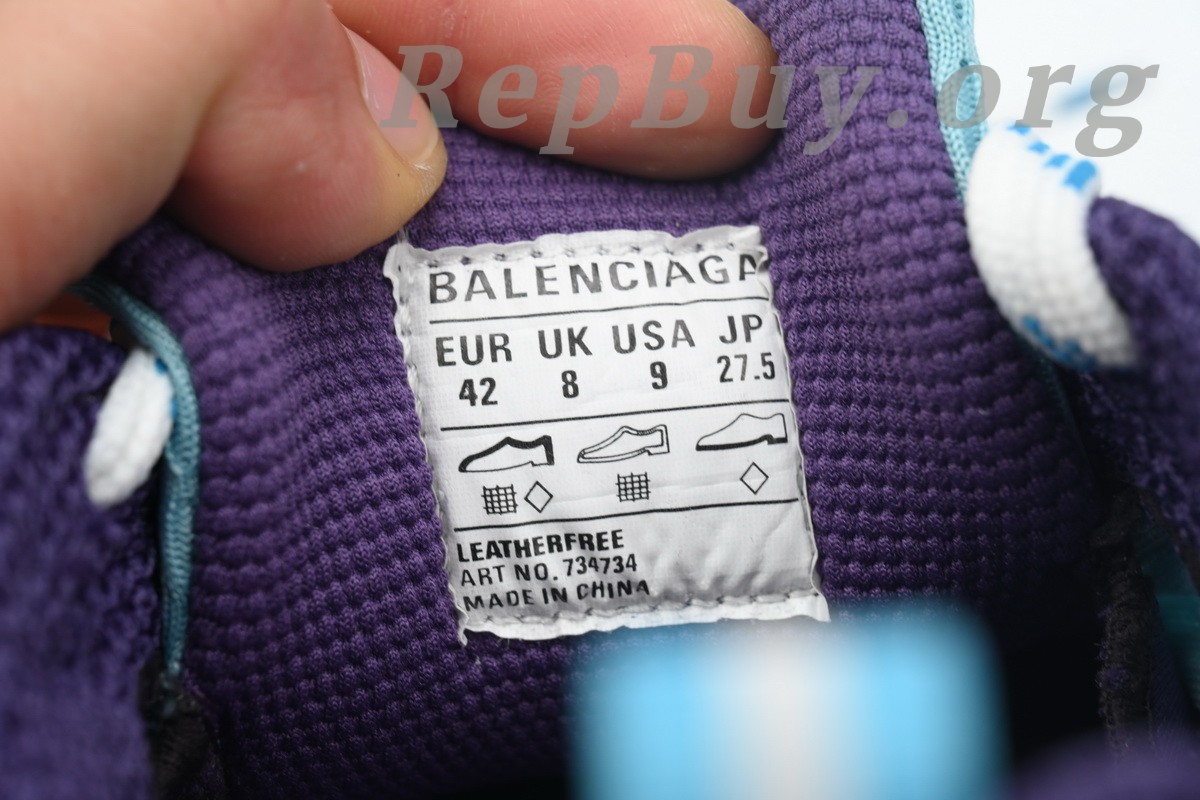 RepBuy.org
BALENCIAGA
EUR UK USA JP
42 8 9 27.5
LEATHERFREE
ART NO. 734734
MADE IN CHINA